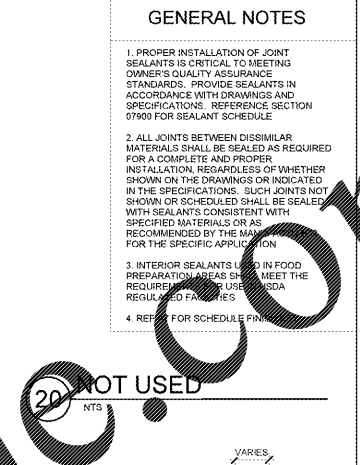 GENERAL NOTES
1. PROPER INSTALLATION OF JOINT
SEALANTS IS CRITICAL TO MEETING
OWNER'S QUALITY ASSURANCE
STANDARDS. PROVIDE SEALANTS IN
ACCORDANCE WITH DRAWINGS AND
SPECIFICATIONS. REFERENCE SECTION
07900 FOR SEALANT SCHEDULE
2. ALL JOINTS BETWEEN DISSIMILAR
MATERIALS SHALL BE SEALED AS REQUIRED
FOR A COMPLETE AND PROPER
INSTALLATION, REGARDLESS OF WHETHER
SHOWN ON THE DRAWINGS OR INDICATED
IN THE SPECIFICATIONS. SUCH JOINTS NOT
SHOWN OR SCHEDULED SHALL BE SEALED
WITH SEALANTS CONSISTENT WITH
SPECIFIED MATERIALS OR AS
RECOMMENDED BY THE
FOR THE SPECIFIC APPLICATION
3. INTERIOR SEALANTS USED IN FOOD
PREPARATION AREAS SHALL MEET THE
REQUIREMENTS FOR USE IN USDA
REGULATED FACILITIES
4. FOR SCHEDULE
20 NOT USED
NTS
VARIES